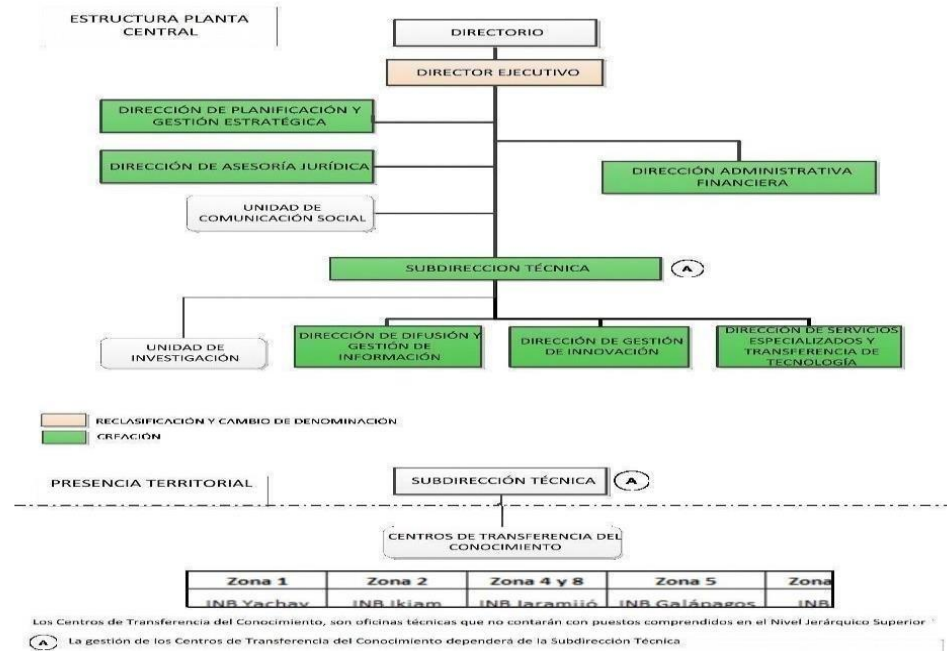 ESTRUCTURA PLANTA
CENTRAL
DIRECTORIO
DIRECTOR EJECUTIVO
DIRECCIÓN DE PLANIFICACIÓN Y
GESTIÓN ESTRATÉGICA
DIRECCIÓN DE ASESORÍA JURÍDICA
DIRECCIÓN ADMINISTRATIVA
FINANCIERA
UNIDAD DE
COMUNICACIÓN SOCIAL
SUBDIRECCION TÉCNICA
A
UNIDAD DE
INVESTIGACIÓN
DIRECCIÓN DE DIFUSIÓN Y
GESTIÓN DE
INFORMACIÓN
DIRECCIÓN DE GESTIÓN
DE INNOVACIÓN
DIRECCIÓN DE SERVICIOS
ESPECIALIZADOS Y
TRANSFERENCIA DE
TECNOLOGÍA
RECLASIFICACIÓN Y CAMBIO DE DENOMINACIÓN
CREACIÓN
PRESENCIA TERRITORIAL
SUBDIRECCIÓN TÉCNICA
A
CENTROS DE TRANSFERENCIA DEL
CONOCIMIENTO
Zona 1 Zona 2 Zona 4 y 8 Zona 5 Zona
INB Yachay INB Ikiam INB Jaramijó INB Galápagos INB
Los Centros de Transferencia del Conocimiento, son oficinas técnicas que no contarán con puestos comprendidos en el Nivel Jerárquico Superior
A La gestión de los Centros de Transferencia del Conocimiento dependerá de la Subdirección Técnica